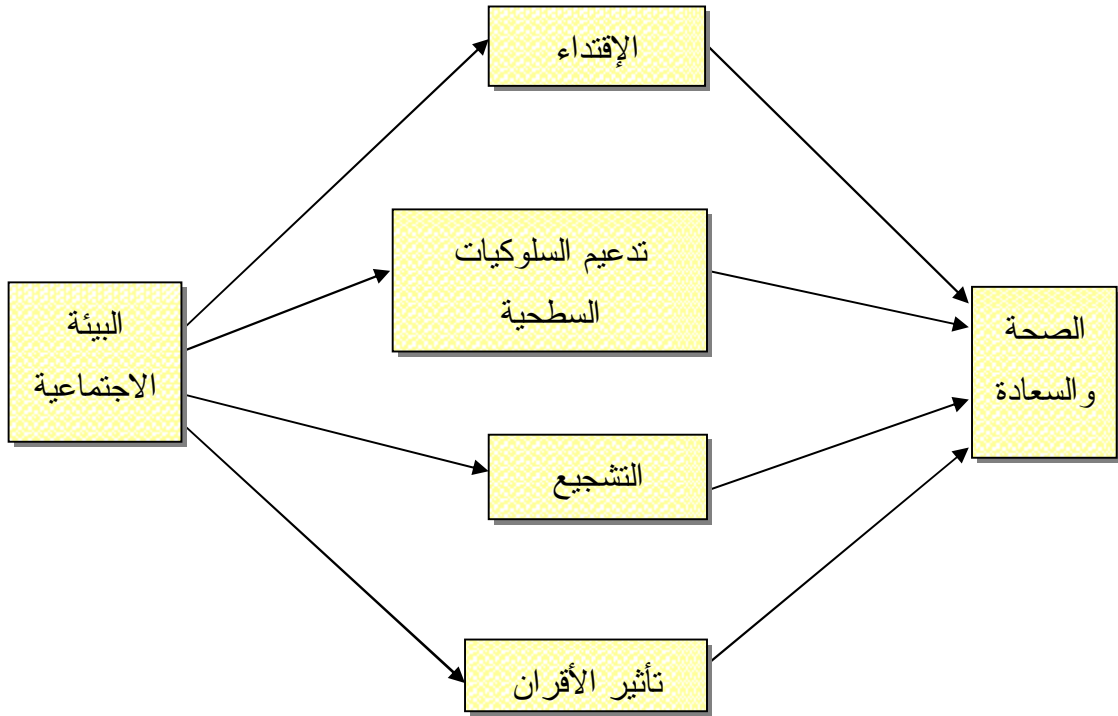 الإقتداء
تدعيم السلوكيات
السطحية
البيئة
الاجتماعية
الصحة
والسعادة
التشجيع
تأثير الأقران